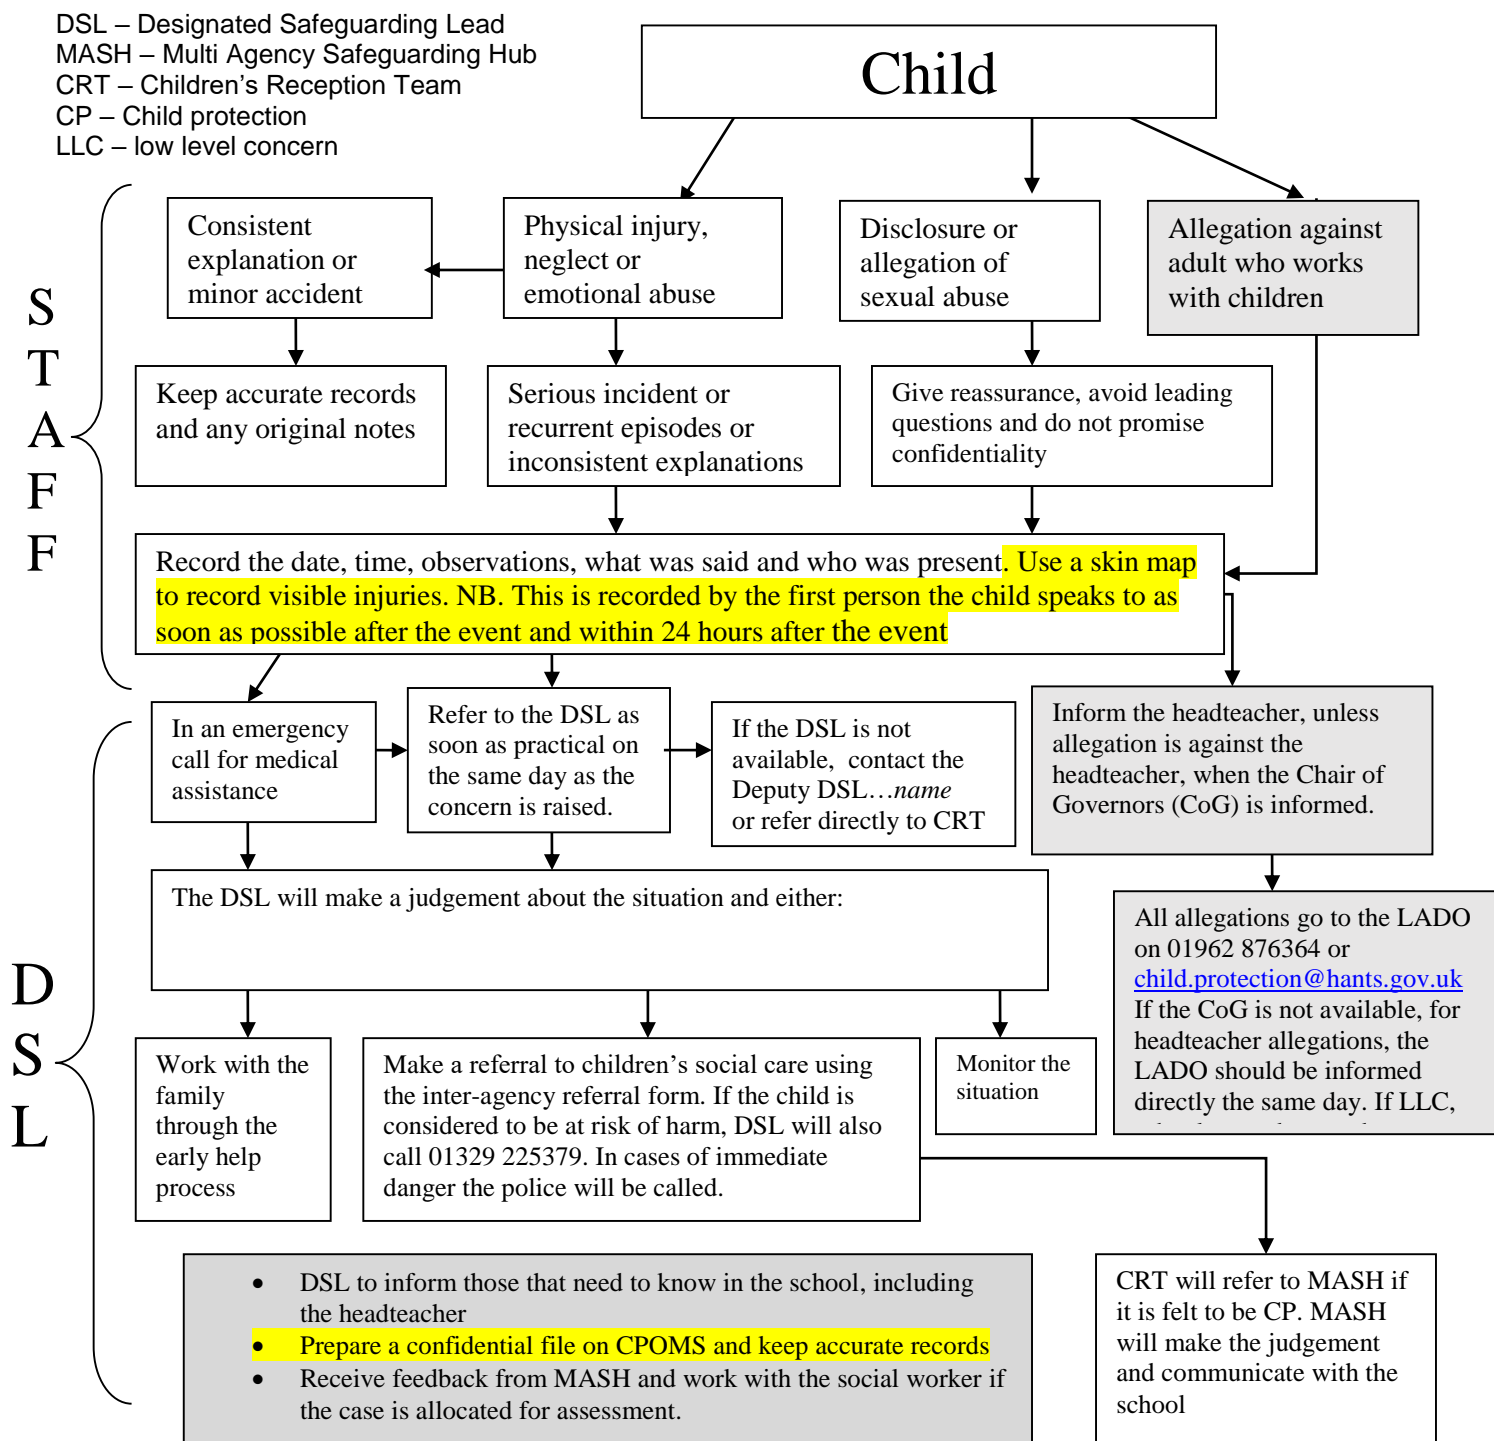 DSL – Designated Safeguarding Lead
MASH – Multi Agency Safeguarding Hub
CRT – Children's Reception Team
CP – Child protection
LLC – low level concern
Child
S
T
A
F
F
Consistent
explanation or
minor accident
Physical injury,
neglect or
emotional abuse
Disclosure or
allegation of
sexual abuse
Allegation against
adult who works
with children
Keep accurate records
and any original notes
Serious incident or
recurrent episodes or
inconsistent explanations
Give reassurance, avoid leading
questions and do not promise
confidentiality
Record the date, time, observations, what was said and who was present. Use a skin map
to record visible injuries. NB. This is recorded by the first person the child speaks to as
soon as possible after the event and within 24 hours after the event
D
S
L
In an emergency
call for medical
assistance
Refer to the DSL as
soon as practical on
the same day as the
concern is raised.
If the DSL is not
available,  contact the
Deputy DSL…name
or refer directly to CRT
Inform the headteacher, unless
allegation is against the
headteacher, when the Chair of
Governors (CoG) is informed.
The DSL will make a judgement about the situation and either:
All allegations go to the LADO
on 01962 876364 or
child.protection@hants.gov.uk
If the CoG is not available, for
headteacher allegations, the
LADO should be informed
directly the same day. If LLC,
Work with the
family
through the
early help
process
Make a referral to children's social care using
the inter-agency referral form. If the child is
considered to be at risk of harm, DSL will also
call 01329 225379. In cases of immediate
danger the police will be called.
Monitor the
situation
• DSL to inform those that need to know in the school, including
the headteacher
• Prepare a confidential file on CPOMS and keep accurate records
• Receive feedback from MASH and work with the social worker if
the case is allocated for assessment.
CRT will refer to MASH if
it is felt to be CP. MASH
will make the judgement
and communicate with the
school